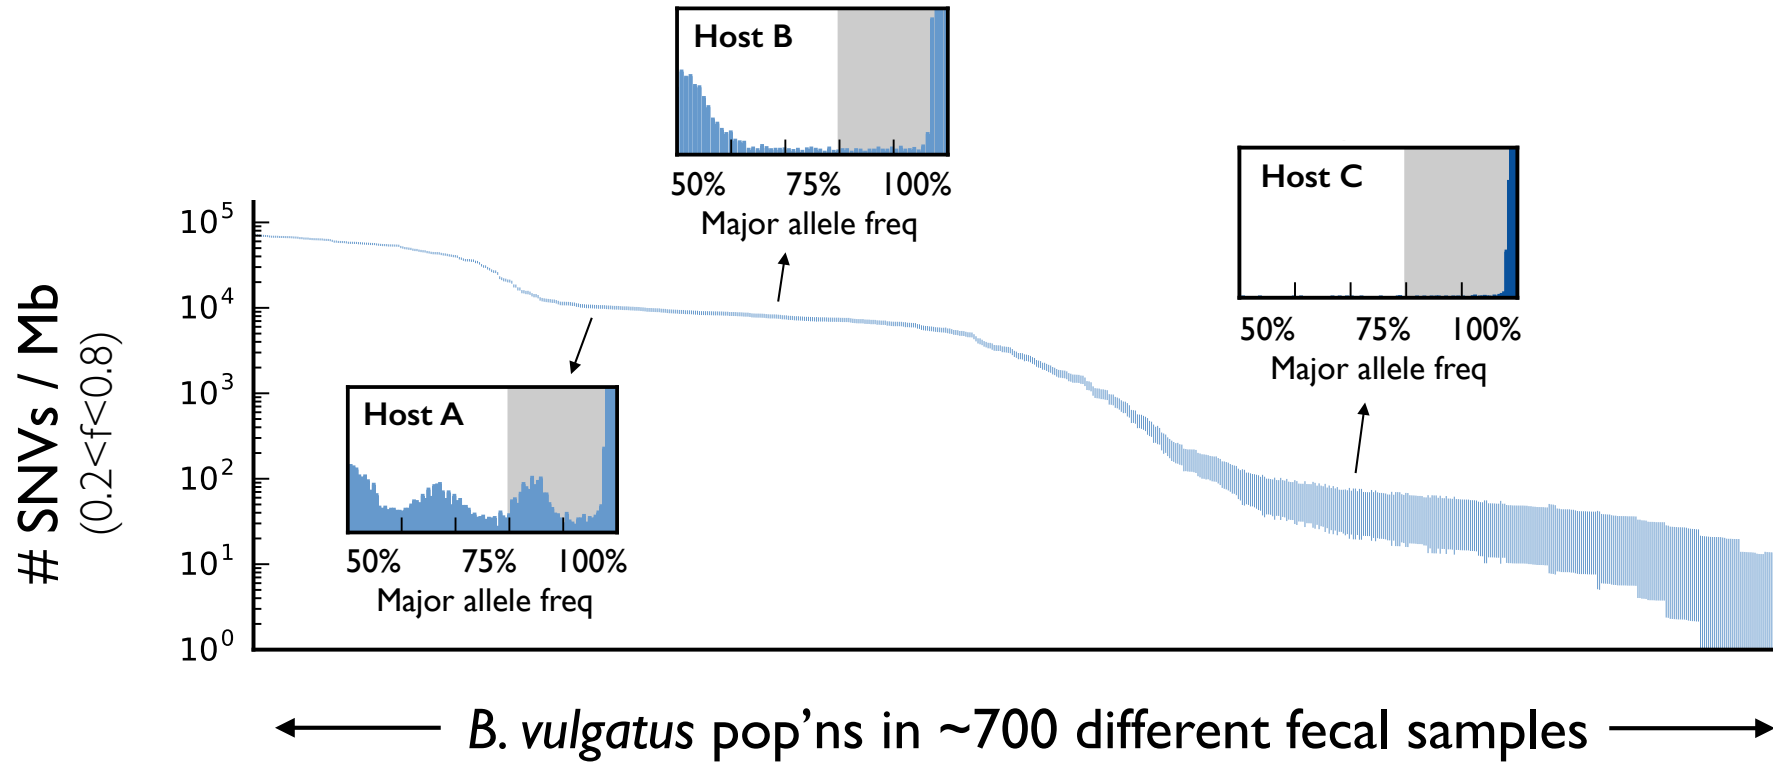 Host B
50% 75% 100%
Major allele freq
Host C
50% 75% 100%
Major allele freq
# SNVs / Mb
(0.2<f<0.8)
10^5
10^4
10^3
10^2
10^1
10^0
Host A
50% 75% 100%
Major allele freq
B. vulgatus pop’ns in ~700 different fecal samples